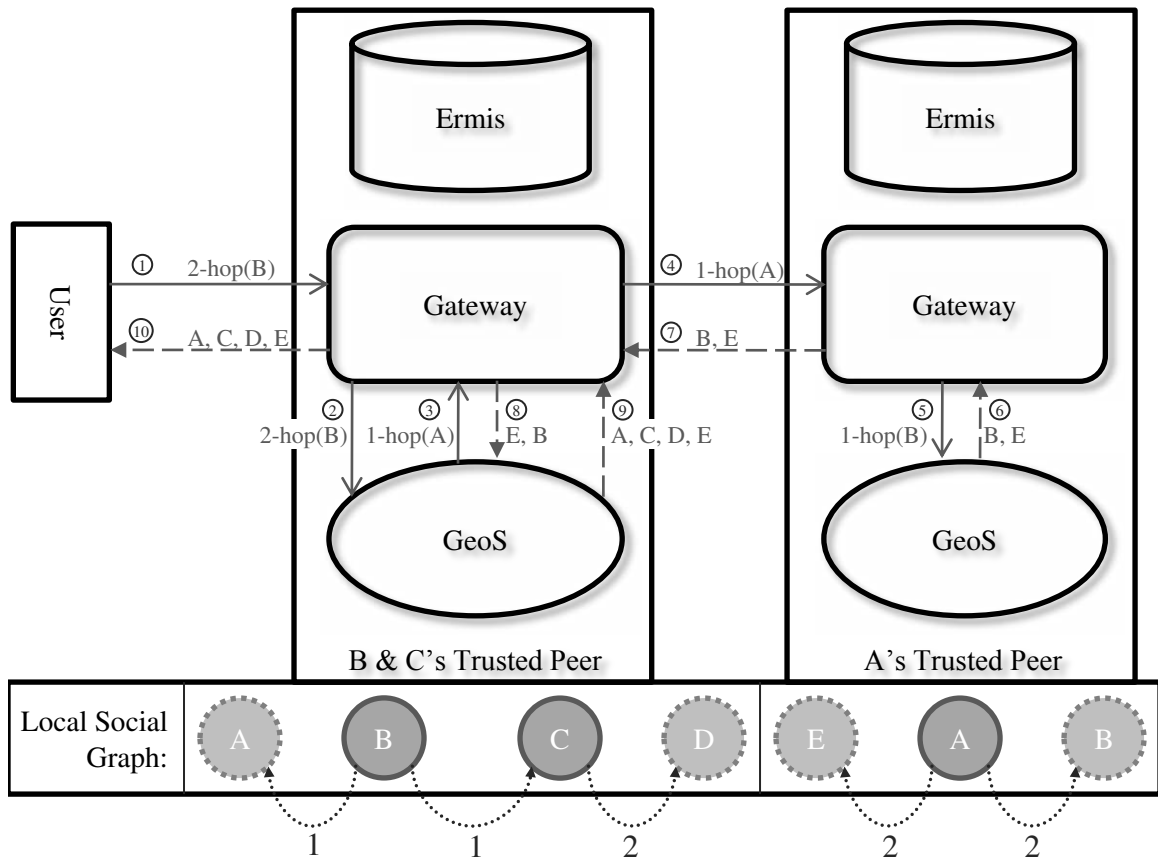 Ermis
Ermis
User
① 2-hop(B)
Gateway
④ 1-hop(A)
Gateway
⑩ A, C, D, E
⑦ B, E
② 2-hop(B)
③ 1-hop(A)
⑧ E, B
⑨ A, C, D, E
⑤ 1-hop(B)
⑥ B, E
GeoS
GeoS
B & C's Trusted Peer
A's Trusted Peer
Local Social
Graph:
A B C D E A B
1 1 2 2 2